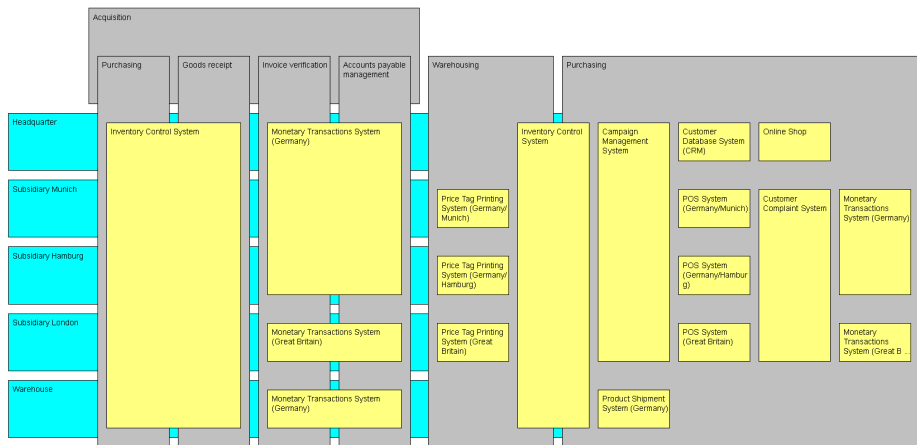 Acquisition
Purchasing
Goods receipt
Invoice verification
Accounts payable
management
Warehousing
Purchasing
Headquarter
Inventory Control System
Monetary Transactions System
(Germany)
Inventory Control
System
Campaign
Management
System
Customer
Database System
(CRM)
Online Shop
Subsidiary Munich
Price Tag Printing
System (Germany/
Munich)
POS System
(Germany/Munich)
Customer
Complaint System
Monetary
Transactions
System (Germany)
Subsidiary Hamburg
Price Tag Printing
System (Germany/
Hamburg)
POS System
(Germany/Hambur
g)
Subsidiary London
Monetary Transactions System
(Great Britain)
Price Tag Printing
System (Great
Britain)
POS System
(Great Britain)
Monetary
Transactions
System (Great B ...
Warehouse
Monetary Transactions System
(Germany)
Product Shipment
System (Germany)